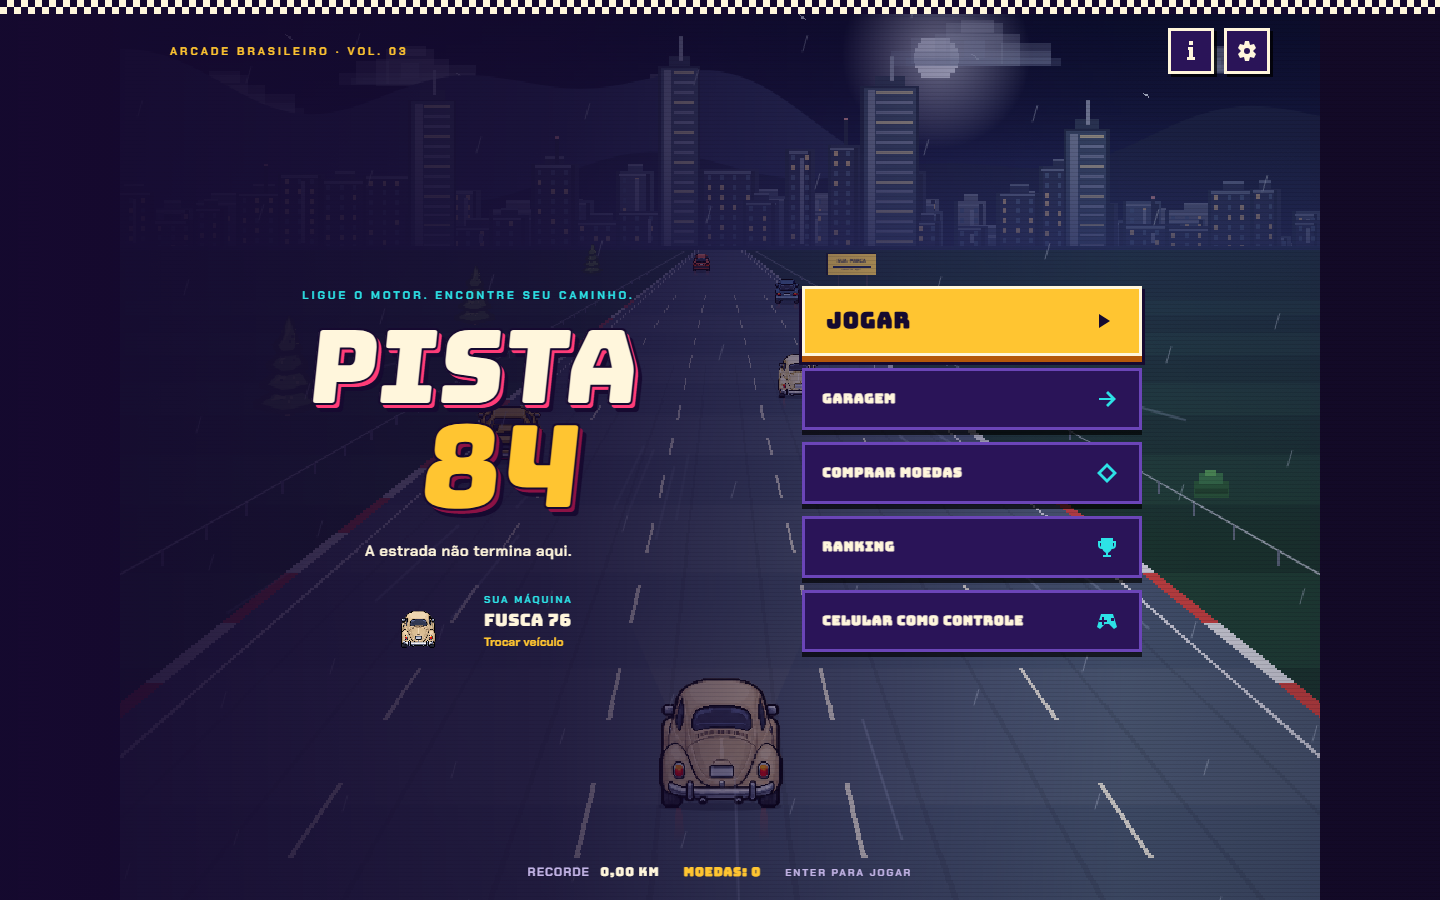 ARCADE BRASILEIRO · VOL. 03
LIGUE O MOTOR. ENCONTRE SEU CAMINHO.
PISTA
84
A estrada não termina aqui.
SUA MÁQUINA
FUSCA 76
Trocar veículo
JOGAR
GARAGEM
COMPRAR MOEDAS
RANKING
CELULAR COMO CONTROLE
RECORDE 0,00 KM MOEDAS: 0 ENTER PARA JOGAR